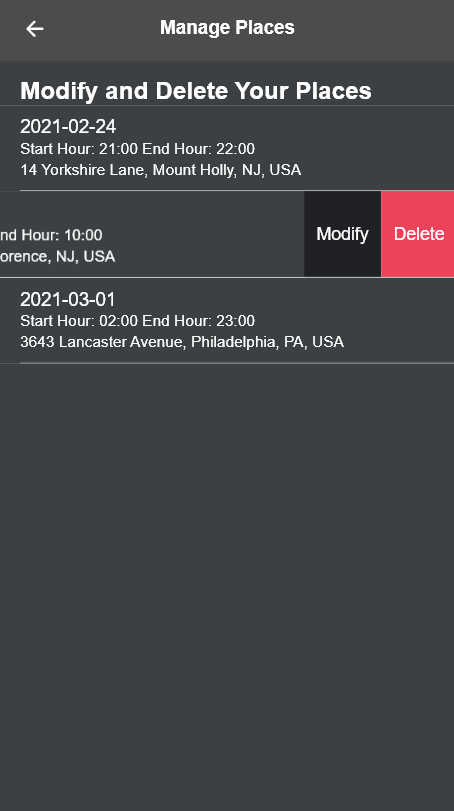 Manage Places
Modify and Delete Your Places
2021-02-24
Start Hour: 21:00 End Hour: 22:00
14 Yorkshire Lane, Mount Holly, NJ, USA
nd Hour: 10:00
orence, NJ, USA
Modify
Delete
2021-03-01
Start Hour: 02:00 End Hour: 23:00
3643 Lancaster Avenue, Philadelphia, PA, USA